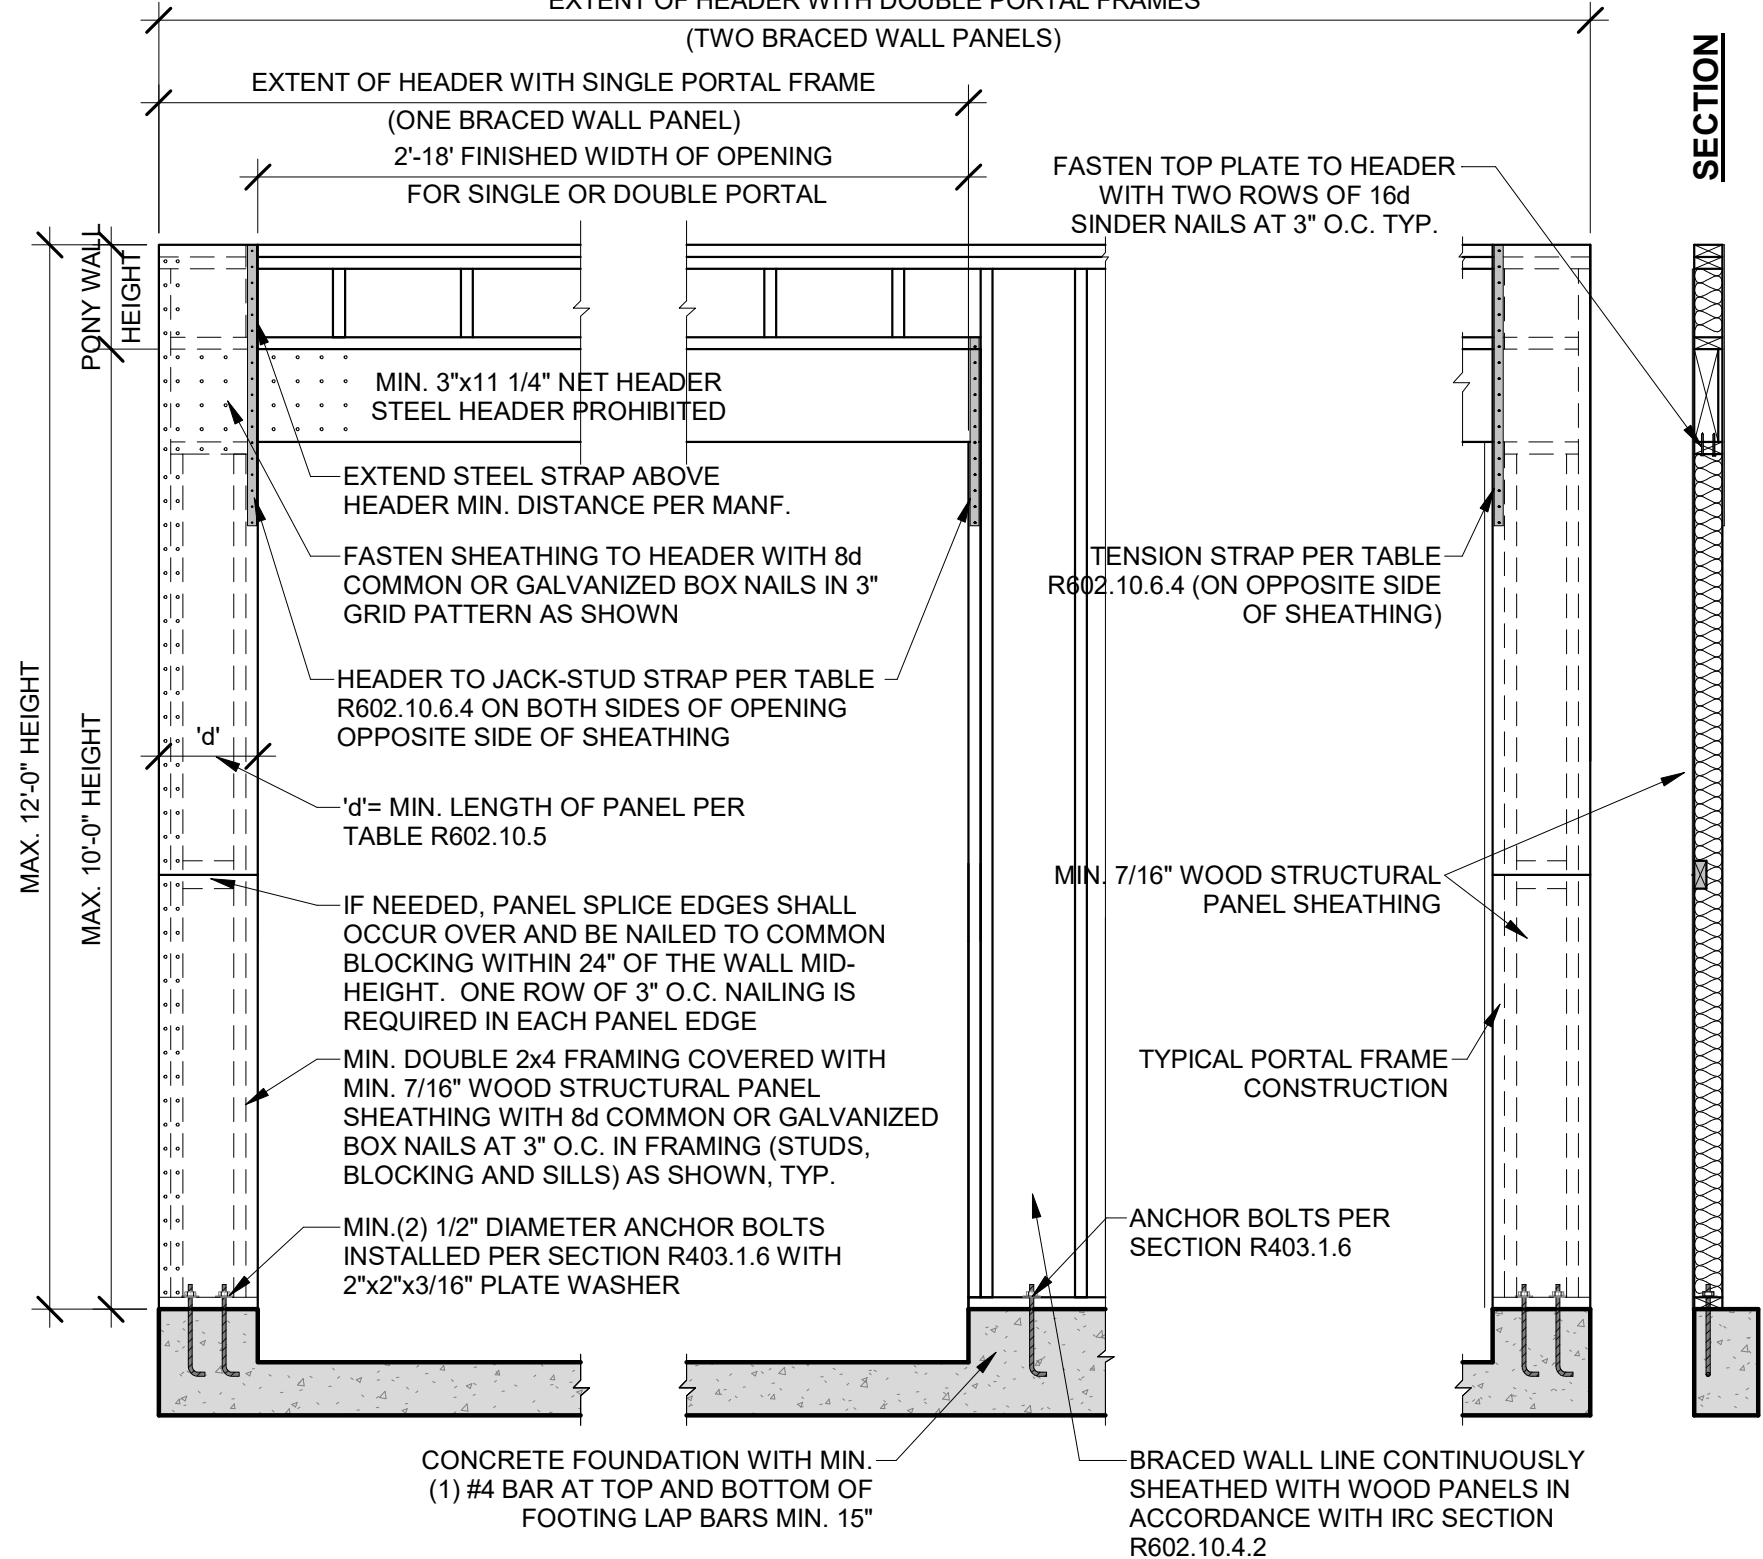 EXTENT OF HEADER WITH DOUBLE PORTAL FRAMES
(TWO BRACED WALL PANELS)
EXTENT OF HEADER WITH SINGLE PORTAL FRAME
(ONE BRACED WALL PANEL)
2'-18' FINISHED WIDTH OF OPENING
FOR SINGLE OR DOUBLE PORTAL
SECTION
FASTEN TOP PLATE TO HEADER
WITH TWO ROWS OF 16d
SINDER NAILS AT 3" O.C. TYP.
PONY WALL
HEIGHT
MIN. 3"x11 1/4" NET HEADER
STEEL HEADER PROHIBITED
EXTEND STEEL STRAP ABOVE
HEADER MIN. DISTANCE PER MANF.
FASTEN SHEATHING TO HEADER WITH 8d
COMMON OR GALVANIZED BOX NAILS IN 3"
GRID PATTERN AS SHOWN
TENSION STRAP PER TABLE
R602.10.6.4 (ON OPPOSITE SIDE
OF SHEATHING)
HEADER TO JACK-STUD STRAP PER TABLE
R602.10.6.4 ON BOTH SIDES OF OPENING
OPPOSITE SIDE OF SHEATHING
MAX. 12'-0" HEIGHT
MAX. 10'-0" HEIGHT
'd'
'd'= MIN. LENGTH OF PANEL PER
TABLE R602.10.5
MIN. 7/16" WOOD STRUCTURAL
PANEL SHEATHING
IF NEEDED, PANEL SPLICE EDGES SHALL
OCCUR OVER AND BE NAILED TO COMMON
BLOCKING WITHIN 24" OF THE WALL MID-
HEIGHT.  ONE ROW OF 3" O.C. NAILING IS
REQUIRED IN EACH PANEL EDGE
MIN. DOUBLE 2x4 FRAMING COVERED WITH
MIN. 7/16" WOOD STRUCTURAL PANEL
SHEATHING WITH 8d COMMON OR GALVANIZED
BOX NAILS AT 3" O.C. IN FRAMING (STUDS,
BLOCKING AND SILLS) AS SHOWN, TYP.
TYPICAL PORTAL FRAME
CONSTRUCTION
MIN.(2) 1/2" DIAMETER ANCHOR BOLTS
INSTALLED PER SECTION R403.1.6 WITH
2"x2"x3/16" PLATE WASHER
ANCHOR BOLTS PER
SECTION R403.1.6
CONCRETE FOUNDATION WITH MIN.
(1) #4 BAR AT TOP AND BOTTOM OF
FOOTING LAP BARS MIN. 15"
BRACED WALL LINE CONTINUOUSLY
SHEATHED WITH WOOD PANELS IN
ACCORDANCE WITH IRC SECTION
R602.10.4.2